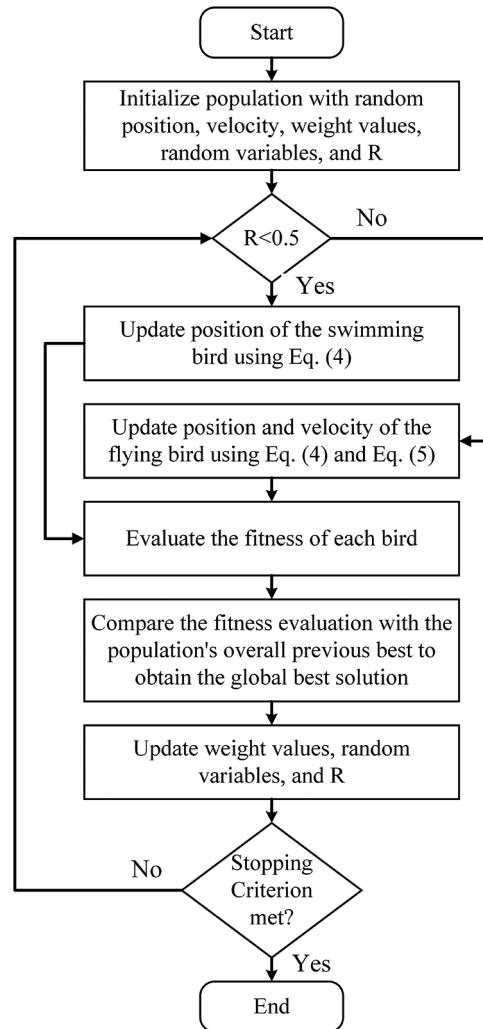 Start
Initialize population with random
position, velocity, weight values,
random variables, and R
No
R<0.5
Yes
Update position of the swimming
bird using Eq. (4)
Update position and velocity of the
flying bird using Eq. (4) and Eq. (5)
Evaluate the fitness of each bird
Compare the fitness evaluation with the
population's overall previous best to
obtain the global best solution
Update weight values, random
variables, and R
No
Stopping
Criterion
met?
Yes
End